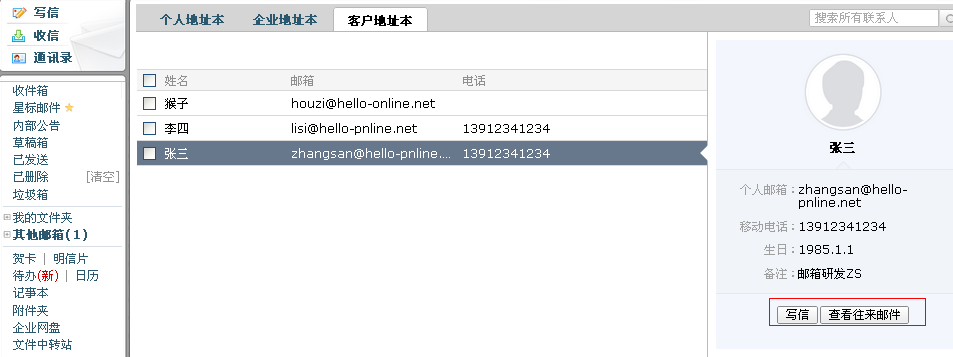 写信
收信
通讯录
收件箱
星标邮件
内部公告
草稿箱
已发送
已删除 [清空]
垃圾箱
我的文件夹
其他邮箱(1)
贺卡 | 明信片
待办(新) | 日历
记事本
附件夹
企业网盘
文件中转站
个人地址本 企业地址本 客户地址本 搜索所有联系人
姓名 邮箱 电话
猴子 houzi@hello-online.net
李四 lisi@hello-pnline.net 13912341234
张三 zhangsan@hello-pnline.... 13912341234
张三
个人邮箱：zhangsan@hello-
pnline.net
移动电话：13912341234
生日：1985.1.1
备注：邮箱研发ZS
写信 查看往来邮件